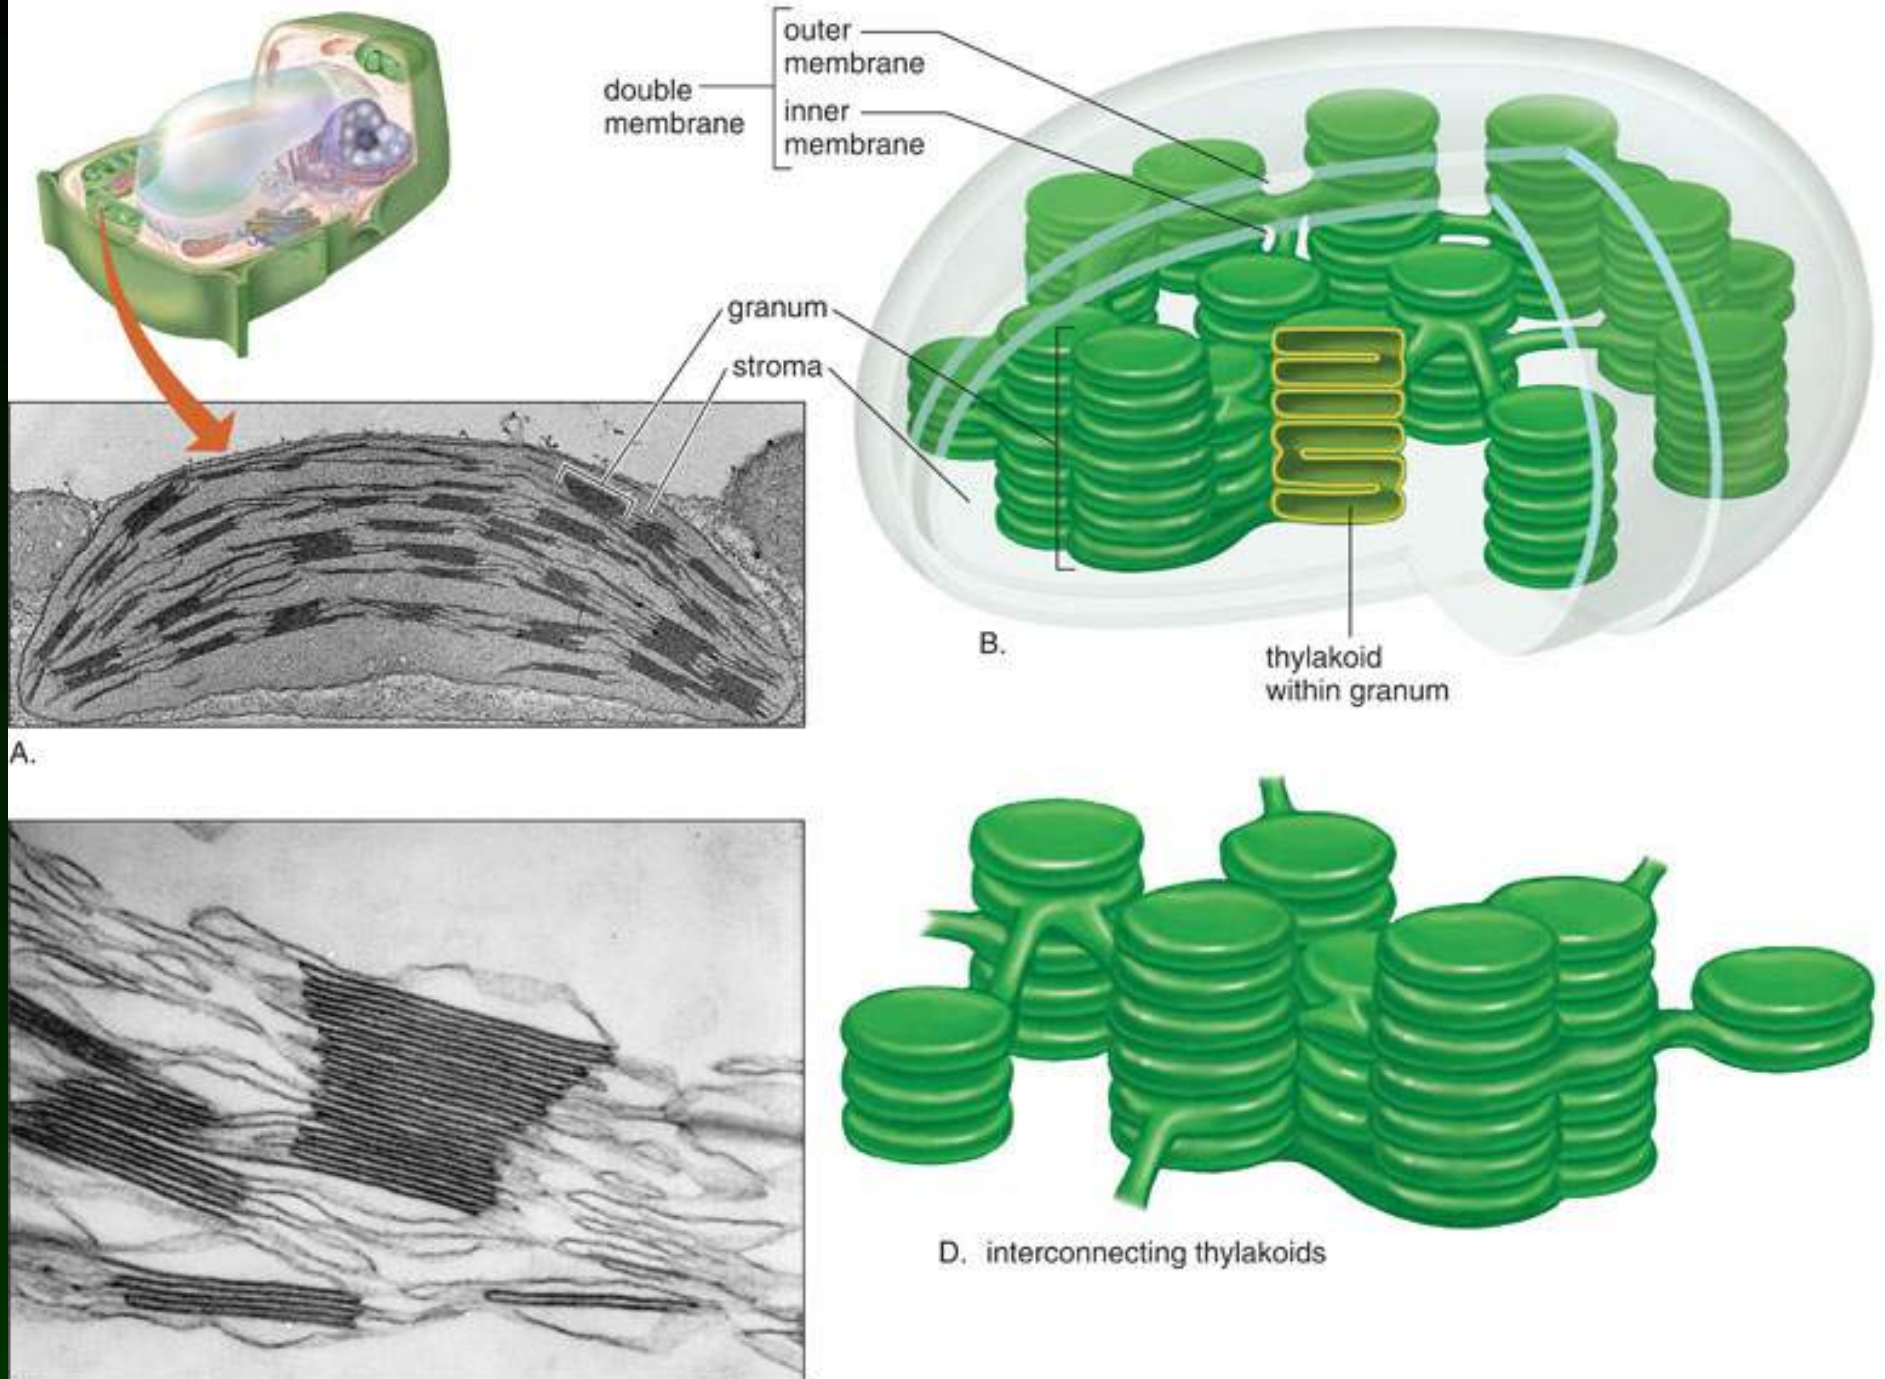 outer
membrane
double
membrane
inner
membrane
granum
stroma
B.
thylakoid
within granum
A.
D. interconnecting thylakoids